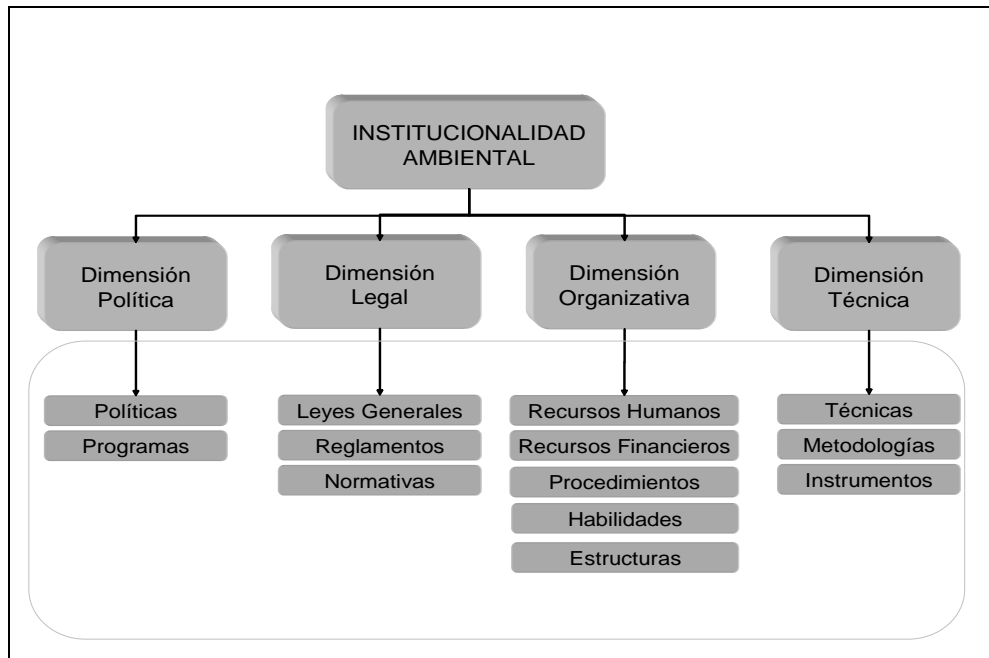 INSTITUCIONALIDAD
AMBIENTAL
Dimensión
Política
Dimensión
Legal
Dimensión
Organizativa
Dimensión
Técnica
Políticas
Programas
Leyes Generales
Reglamentos
Normativas
Recursos Humanos
Recursos Financieros
Procedimientos
Habilidades
Estructuras
Técnicas
Metodologías
Instrumentos